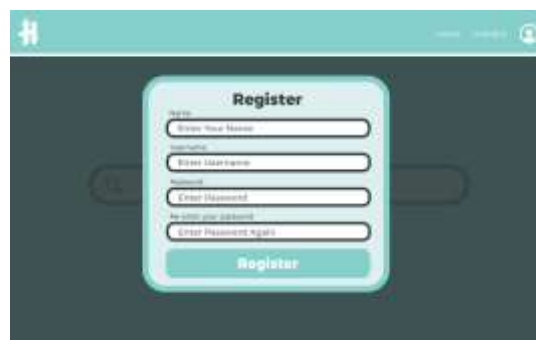 Register
Name
Enter Your Name
Username
Enter Username
Password
Enter Password
Re-enter your password
Enter Password Again
Register